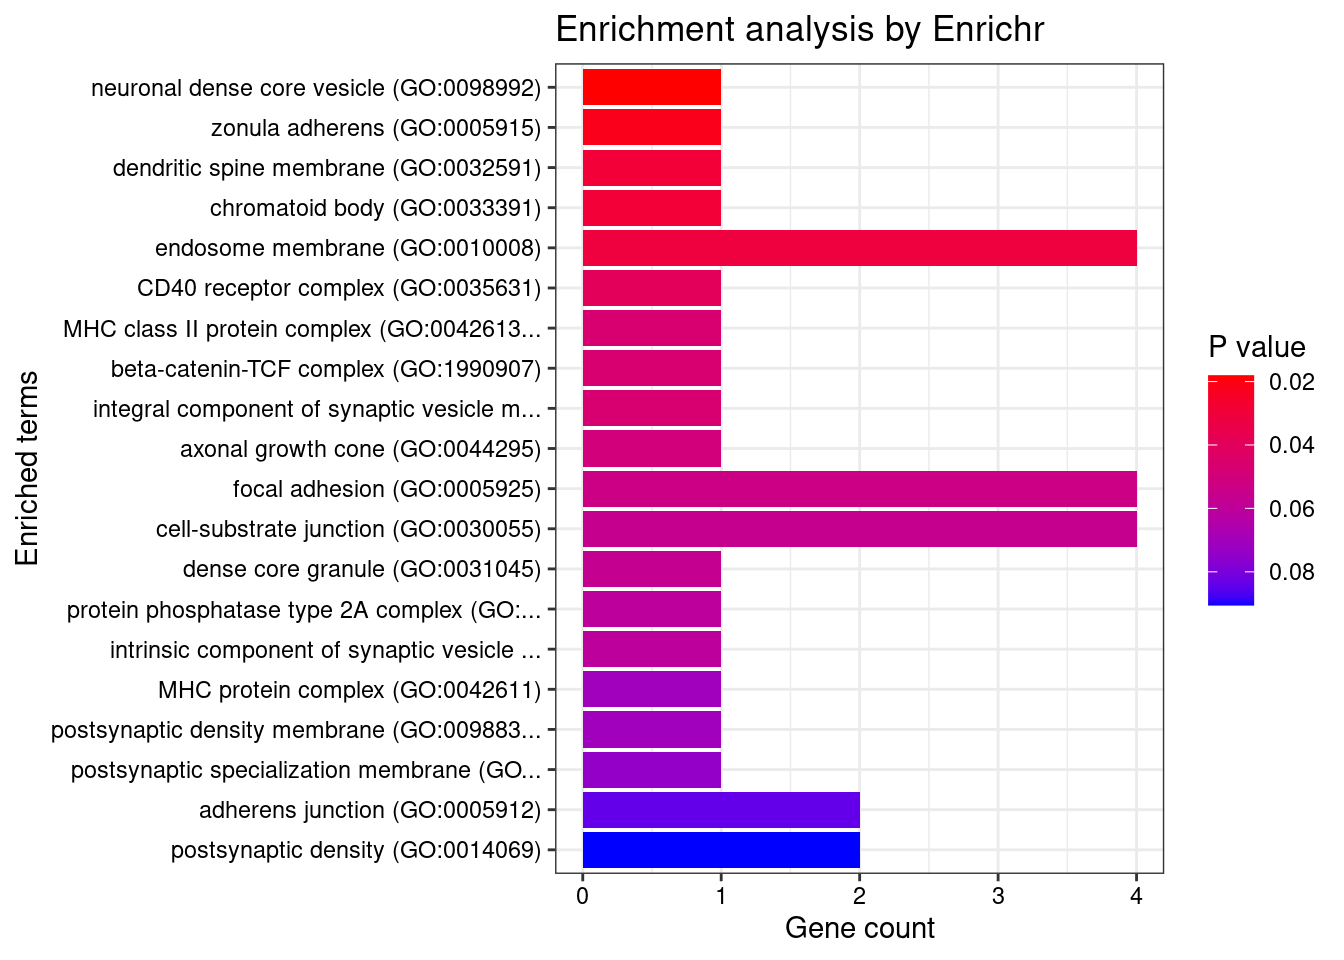 Enrichment analysis by Enrichr
neuronal dense core vesicle (GO:0098992)
zonula adherens (GO:0005915)
dendritic spine membrane (GO:0032591)
chromatoid body (GO:0033391)
endosome membrane (GO:0010008)
CD40 receptor complex (GO:0035631)
MHC class II protein complex (GO:0042613...
beta-catenin-TCF complex (GO:1990907)
integral component of synaptic vesicle m...
axonal growth cone (GO:0044295)
focal adhesion (GO:0005925)
cell-substrate junction (GO:0030055)
dense core granule (GO:0031045)
protein phosphatase type 2A complex (GO:...
intrinsic component of synaptic vesicle ...
MHC protein complex (GO:0042611)
postsynaptic density membrane (GO:009883...
postsynaptic specialization membrane (GO...
adherens junction (GO:0005912)
postsynaptic density (GO:0014069)
Enriched terms
0 1 2 3 4
Gene count
P value
0.02
0.04
0.06
0.08